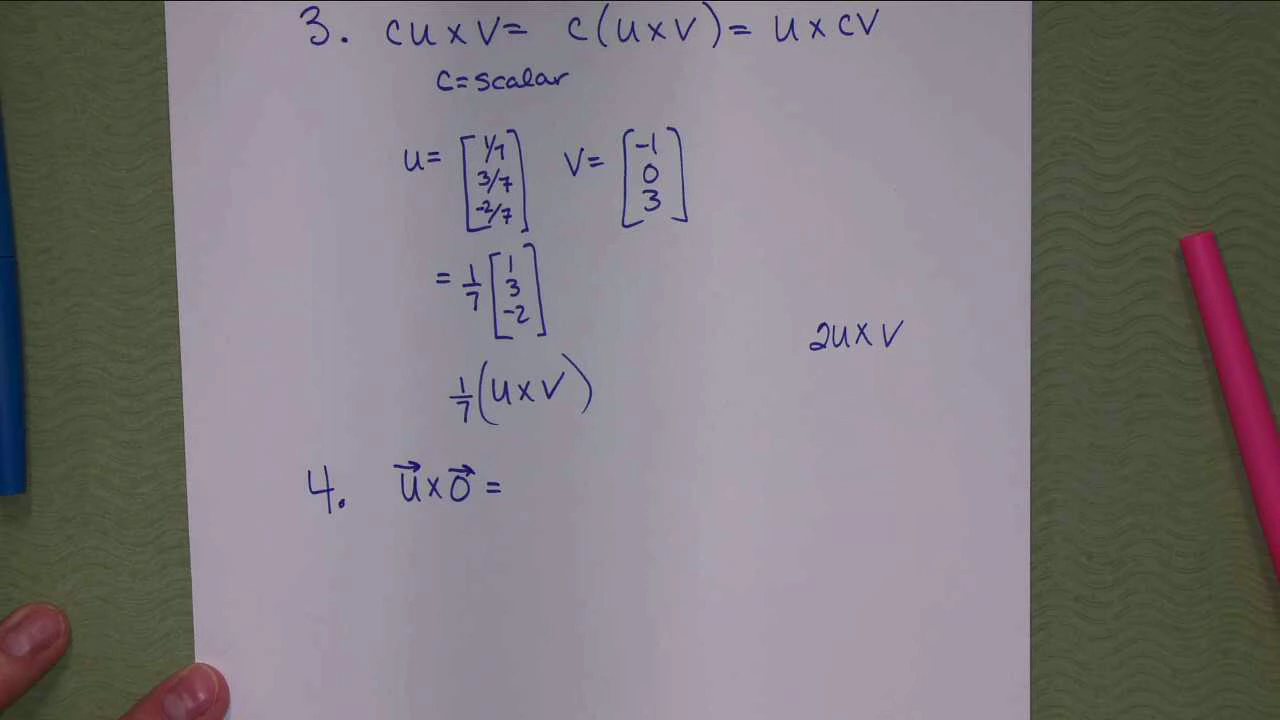 3. cu x v = c(u x v) = u x cv
c = scalar
u = [1/7 3/7 -2/7] v = [-1 0 3]
= 1/7 [1 3 -2]
2u x v
1/7 (u x v)
4. u⃗ x 0⃗ =